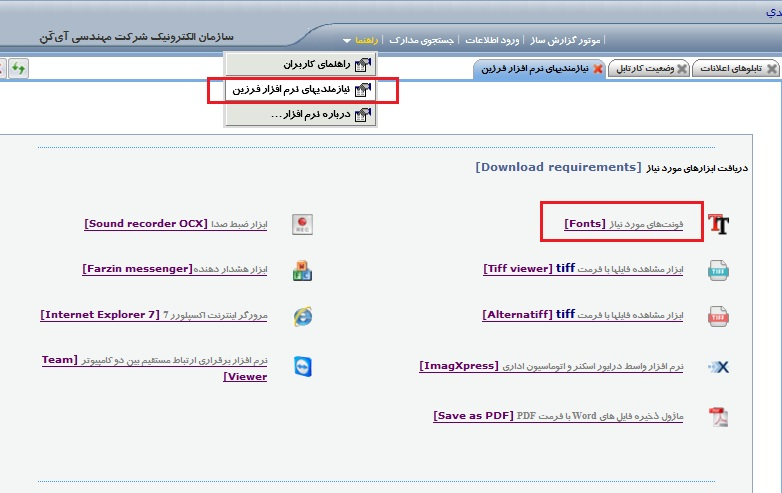 دي
سازمان الکترونیک شرکت مهندسی آی‌کَن
موتور گزارش ساز | ورود اطلاعات | جستجوی مدارک | راهنما
راهنمای کاربران
نیازمندیهای نرم افزار فرزین
درباره نرم افزار...
تابلوهای اعلانات
وضعیت کارتابل
نیازمندیهای نرم افزار فرزین
دریافت ابزارهای مورد نیاز [Download requirements]
فونت‌های مورد نیاز [Fonts]
ابزار ضبط صدا [Sound recorder OCX]
REC
ابزار مشاهده فایلها با فرمت tiff [Tiff viewer]
TIFF
ابزار هشدار دهنده [Farzin messenger]
ابزار مشاهده فایلها با فرمت tiff [Alternatiff]
TIFF
مرورگر اینترنت اکسپلورر 7 [Internet Explorer 7]
نرم افزار واسط درایور اسکنر و اتوماسیون اداری [ImagXpress]
نرم افزار برقراری ارتباط مستقیم بین دو کامپیوتر [Team
Viewer]
ماژول ذخیره فایل های Word با فرمت PDF [Save as PDF]